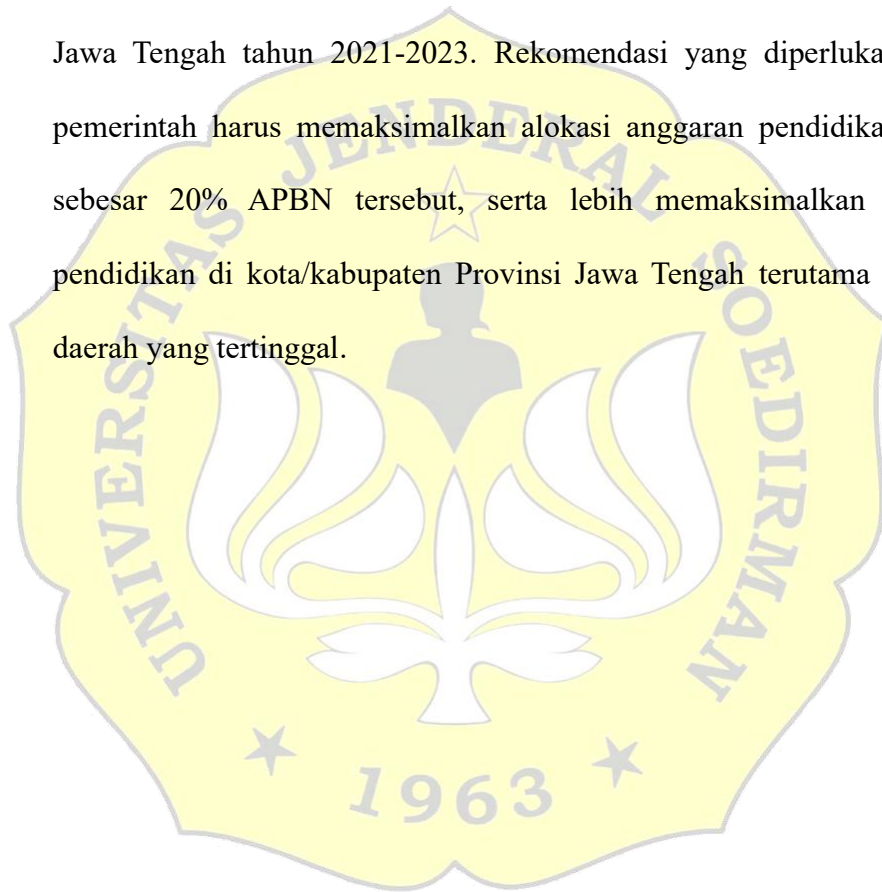 Jawa Tengah tahun 2021-2023. Rekomendasi yang diperluka
pemerintah harus memaksimalkan alokasi anggaran pendidika
sebesar 20% APBN tersebut, serta lebih memaksimalkan
pendidikan di kota/kabupaten Provinsi Jawa Tengah terutama
daerah yang tertinggal.
UNIVERSITAS JENDERAL SOEDIRMAN
1963